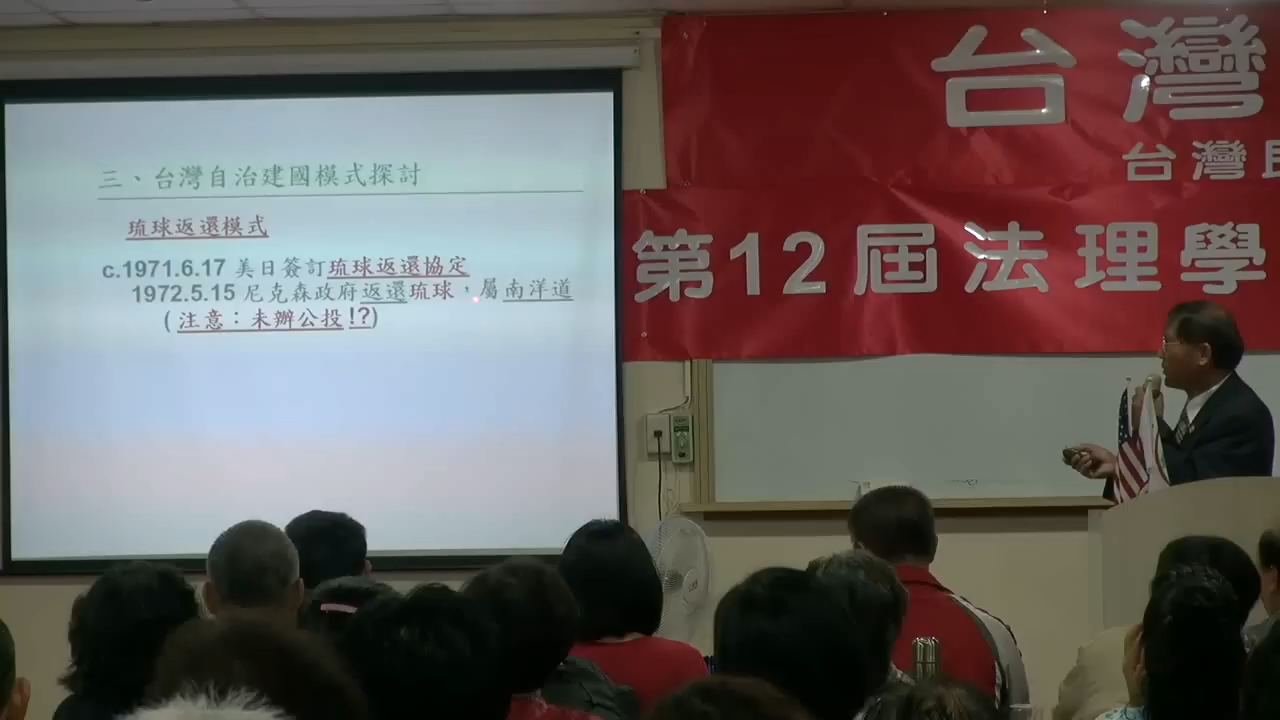 三、台灣自治建國模式探討
琉球返還模式
c.1971.6.17 美日簽訂琉球返還協定
1972.5.15 尼克森政府返還琉球，屬南洋道
( 注意：未辦公投!?)
台灣
台灣
第12屆法理學